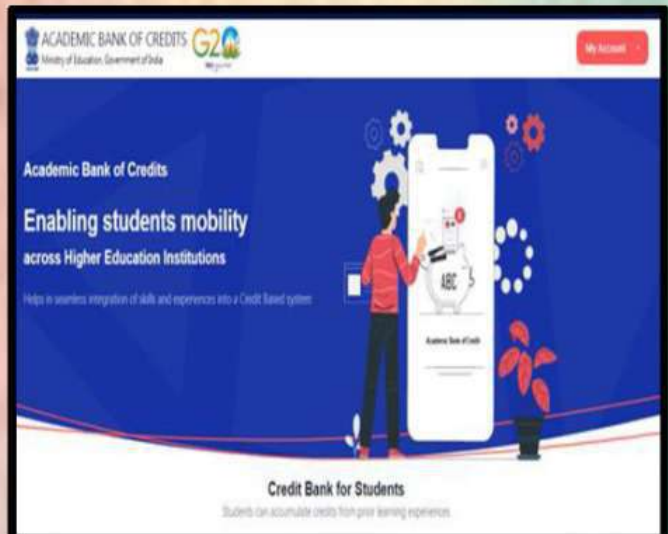 ACADEMIC BANK OF CREDITS G20
Ministry of Education, Government of India
My Account
Academic Bank of Credits
Enabling students mobility
across Higher Education Institutions
Helps in seamless integration of skills and experiences into a Credit Based system
ABC
Academic Bank of Credit
Credit Bank for Students
Students can accumulate credits from prior learning experiences